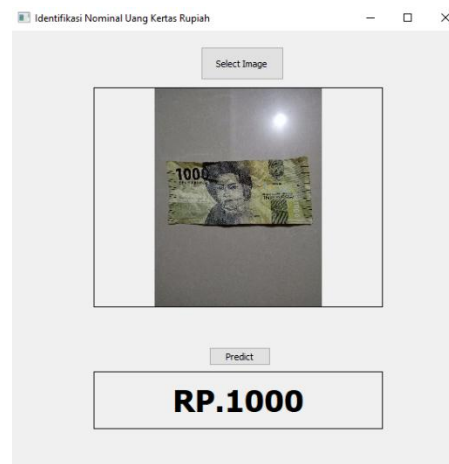 Identifikasi Nominal Uang Kertas Rupiah
Select Image
1000
Predict
RP.1000